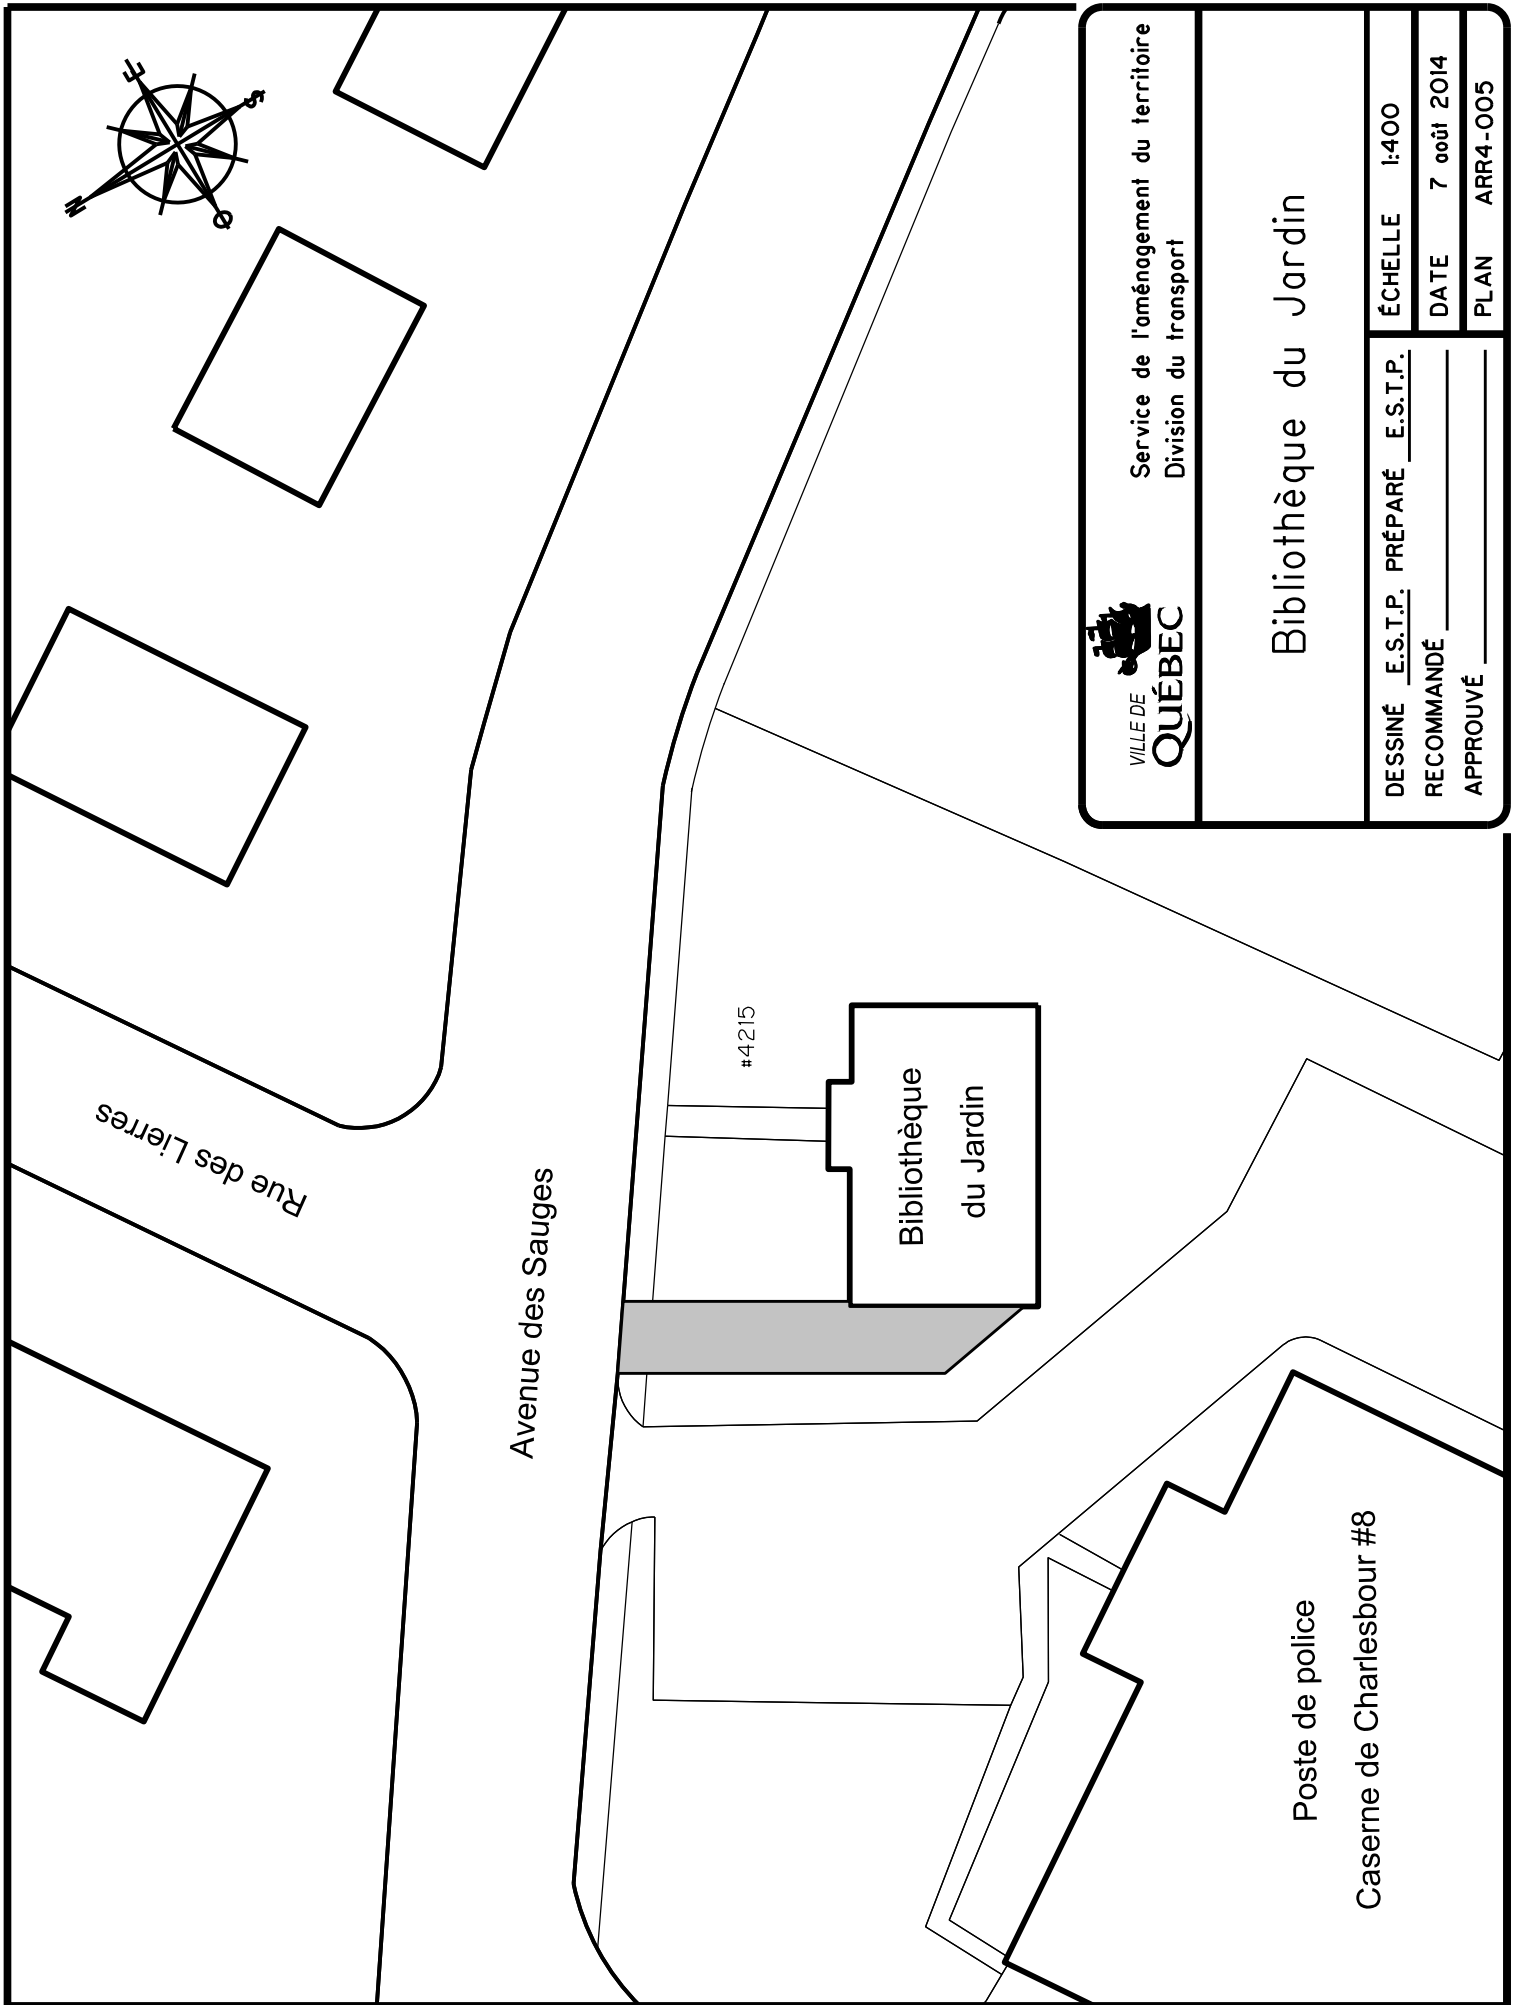 N
E
S
O
Rue des Lierres
Avenue des Sauges
#4215
Bibliothèque
du Jardin
Poste de police
Caserne de Charlesbour #8
VILLE DE
QUÉBEC
Service de l'aménagement du territoire
Division du transport
Bibliothèque du Jardin
DESSINÉ E.S.T.P. PRÉPARÉ E.S.T.P.
RECOMMANDÉ
APPROUVÉ
ÉCHELLE 1:400
DATE 7 août 2014
PLAN ARR4-005